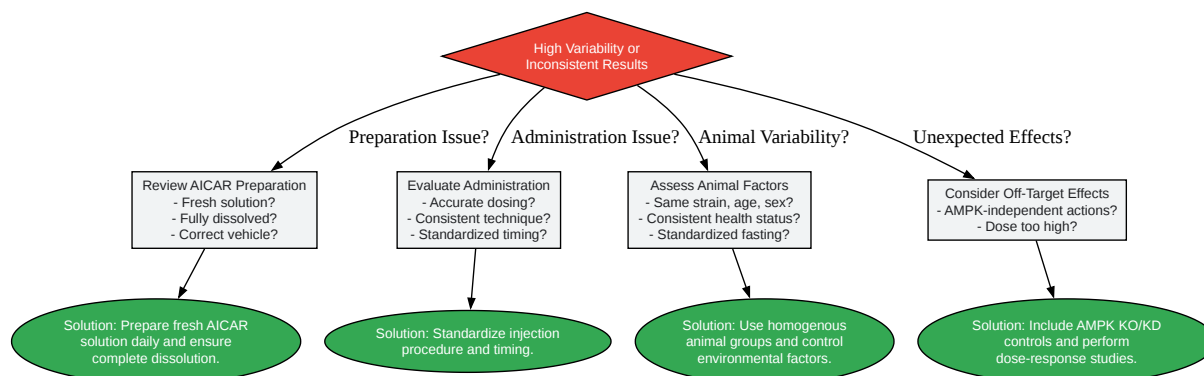 High Variability or
Inconsistent Results
Preparation Issue?
Administration Issue?
Animal Variability?
Unexpected Effects?
Review AICAR Preparation
- Fresh solution?
- Fully dissolved?
- Correct vehicle?
Evaluate Administration
- Accurate dosing?
- Consistent technique?
- Standardized timing?
Assess Animal Factors
- Same strain, age, sex?
- Consistent health status?
- Standardized fasting?
Consider Off-Target Effects
- AMPK-independent actions?
- Dose too high?
Solution: Prepare fresh AICAR
solution daily and ensure
complete dissolution.
Solution: Standardize injection
procedure and timing.
Solution: Use homogenous
animal groups and control
environmental factors.
Solution: Include AMPK KO/KD
controls and perform
dose-response studies.